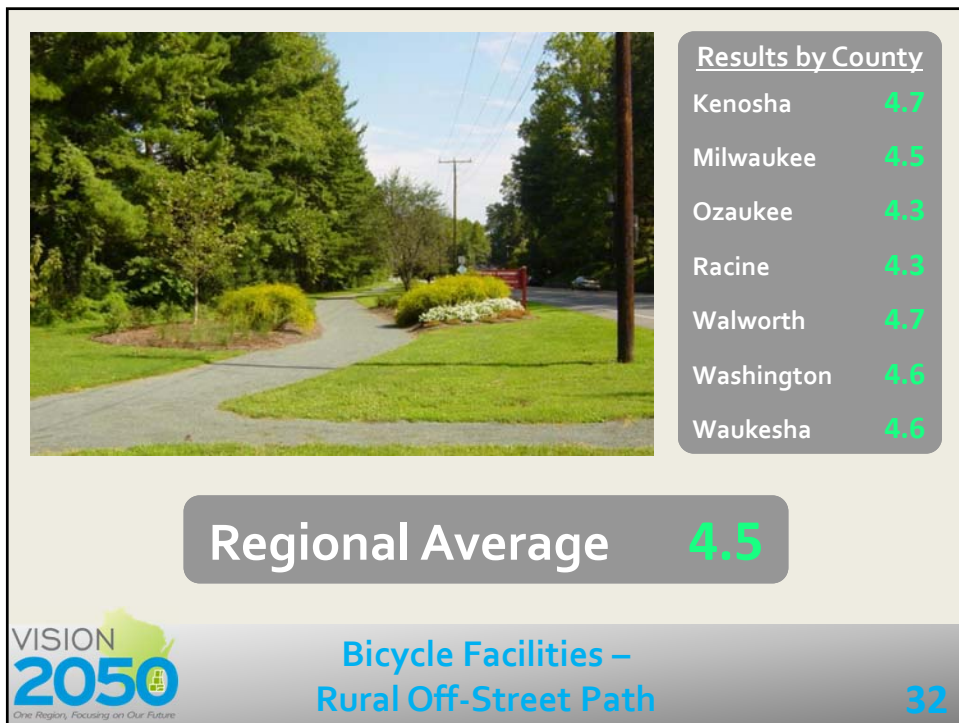 Results by County
Kenosha 4.7
Milwaukee 4.5
Ozaukee 4.3
Racine 4.3
Walworth 4.7
Washington 4.6
Waukesha 4.6
Regional Average 4.5
VISION
2050
One Region, Focusing on Our Future
Bicycle Facilities –
Rural Off-Street Path
32